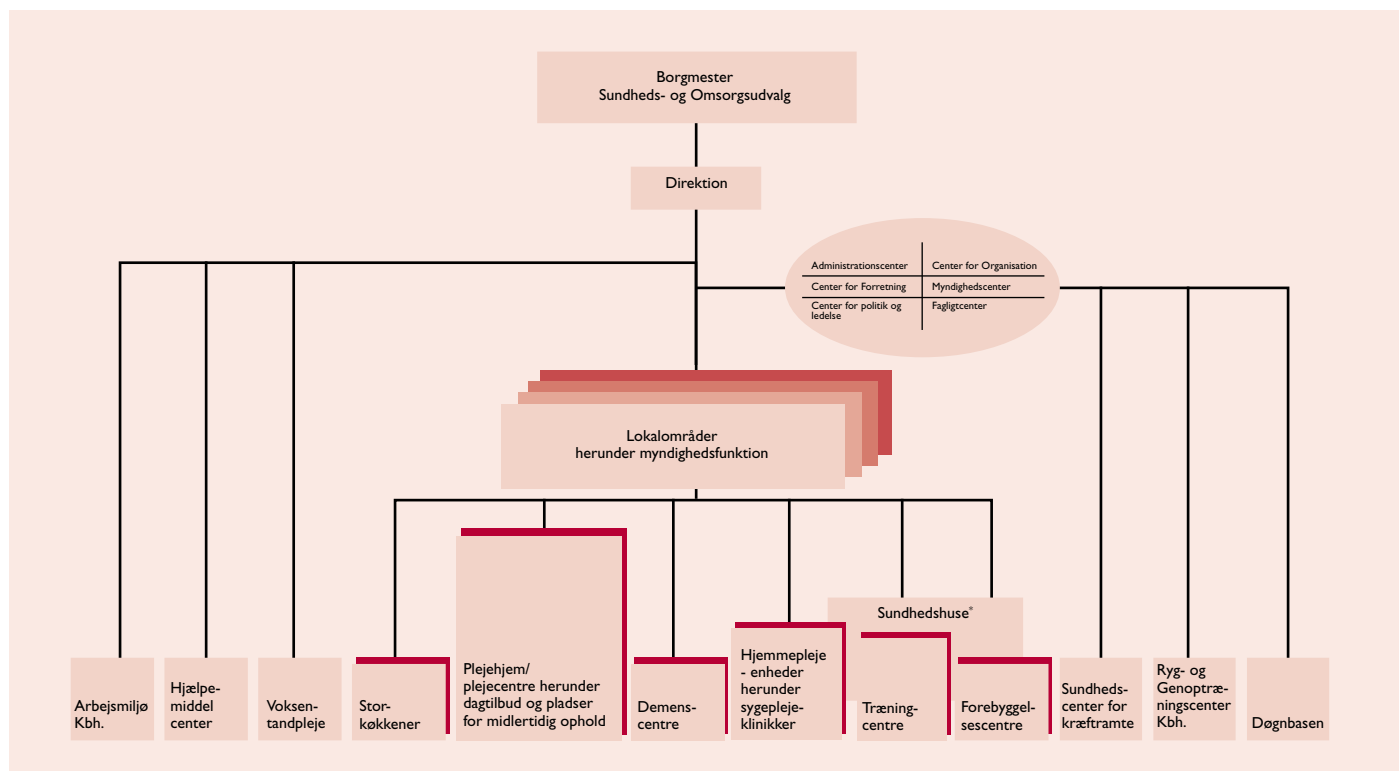 Borgmester
Sundheds- og Omsorgsudvalg
Direktion
Administrationscenter
Center for Organisation
Center for Forretning
Myndighedscenter
Center for politik og
ledelse
Fagligtcenter
Lokalområder
herunder myndighedsfunktion
Sundhedshuse*
Arbejsmiljø
Kbh.
Hjælpe-
middel
center
Voksen-
tandpleje
Stor-
køkkener
Plejehjem/
plejecentre herunder
dagtilbud og pladser
for midlertidig ophold
Demens-
centre
Hjemmepleje
- enheder
herunder
sygepleje-
klinikker
Træning-
centre
Forebyggel-
sescentre
Sundheds-
center for
kræftramte
Ryg- og
Genoptræ-
ningscenter
Kbh.
Døgnbasen